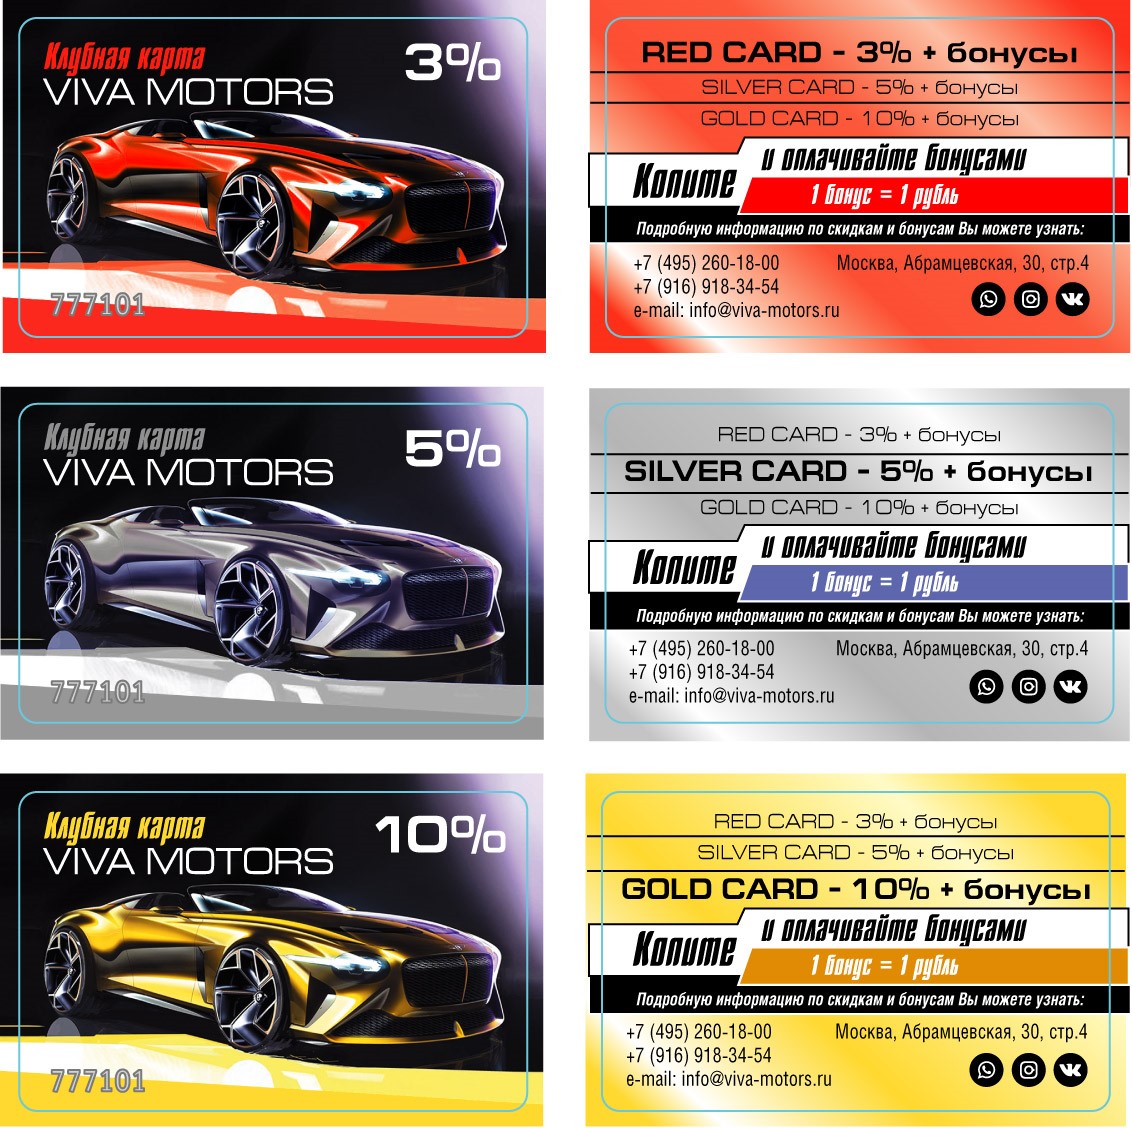 Клубная карта
VIVA MOTORS
3%
777101
RED CARD - 3% + бонусы
SILVER CARD - 5% + бонусы
GOLD CARD - 10% + бонусы
Копите
и оплачивайте бонусами
1 бонус = 1 рубль
Подробную информацию по скидкам и бонусам Вы можете узнать:
+7 (495) 260-18-00
+7 (916) 918-34-54
e-mail: info@viva-motors.ru
Москва, Абрамцевская, 30, стр.4
Клубная карта
VIVA MOTORS
5%
777101
RED CARD - 3% + бонусы
SILVER CARD - 5% + бонусы
GOLD CARD - 10% + бонусы
Копите
и оплачивайте бонусами
1 бонус = 1 рубль
Подробную информацию по скидкам и бонусам Вы можете узнать:
+7 (495) 260-18-00
+7 (916) 918-34-54
e-mail: info@viva-motors.ru
Москва, Абрамцевская, 30, стр.4
Клубная карта
VIVA MOTORS
10%
777101
RED CARD - 3% + бонусы
SILVER CARD - 5% + бонусы
GOLD CARD - 10% + бонусы
Копите
и оплачивайте бонусами
1 бонус = 1 рубль
Подробную информацию по скидкам и бонусам Вы можете узнать:
+7 (495) 260-18-00
+7 (916) 918-34-54
e-mail: info@viva-motors.ru
Москва, Абрамцевская, 30, стр.4